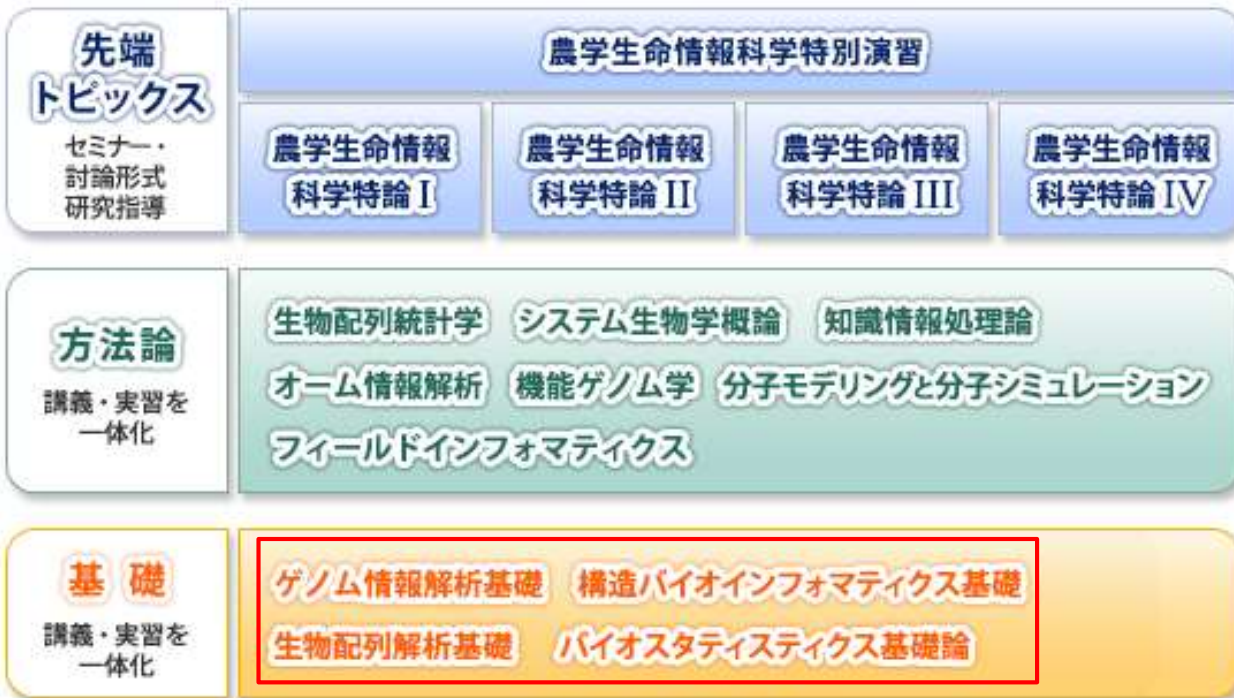 先端
トピックス
セミナー・
討論形式
研究指導
農学生命情報科学特別演習
農学生命情報
科学特論 I
農学生命情報
科学特論 II
農学生命情報
科学特論 III
農学生命情報
科学特論 IV
方法論
講義・実習を
一体化
生物配列統計学 システム生物学概論 知識情報処理論
オーム情報解析 機能ゲノム学 分子モデリングと分子シミュレーション
フィールドインフォマティクス
基礎
講義・実習を
一体化
ゲノム情報解析基礎 構造バイオインフォマティクス基礎
生物配列解析基礎 バイオスタティスティクス基礎論